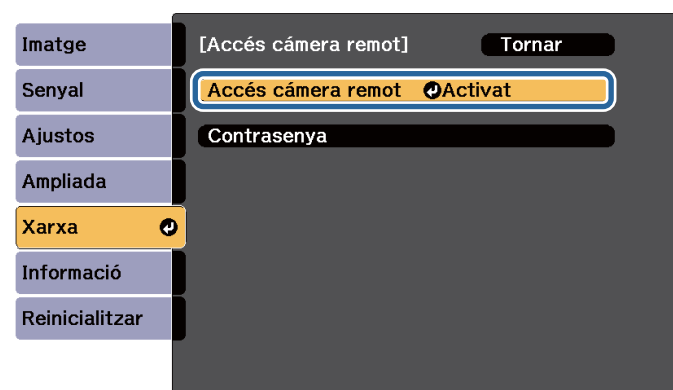 Imatge
Senyal
Ajustos
Ampliada
Xarxa
Informació
Reinicialitzar
[Accés cámera remot] Tornar
Accés cámera remot Activat
Contrasenya